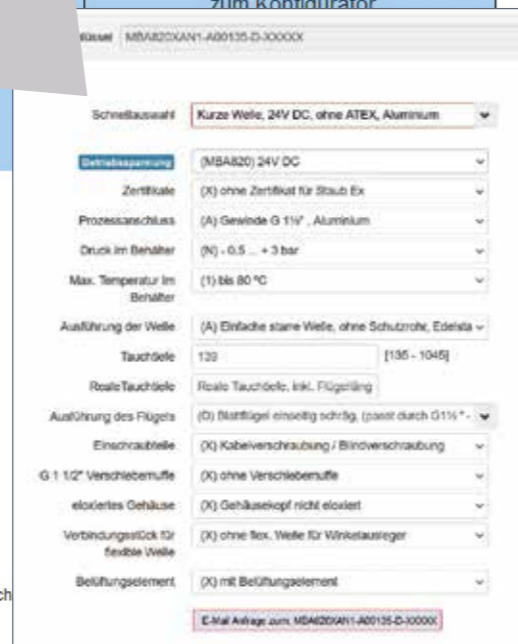 zum Konfigurator
MBA820XAN1-A00135-D-XXXXX
Schnellauswahl Kurze Welle, 24V DC, ohne ATEX, Aluminium
Betriebsspannung (MBA820) 24V DC
Zertifikate (X) ohne Zertifikat für Staub Ex
Prozessanschluss (A) Gewinde G 1½", Aluminium
Druck im Behälter (N) - 0,5 ... + 3 bar
Max. Temperatur im Behälter (1) bis 80 °C
Ausführung der Welle (A) Einfache starre Welle, ohne Schutzrohr, Edelsta
Tauchtiefe [135 - 1045]
Reale Tauchtiefe Reale Tauchtiefe, inkl. Flügelläng
Ausführung des Flügels (D) Blattflügel einseitig schräg, (passt durch G1½ " -
Einschraubteile (X) Kabelverschraubung / Blindverschraubung
G 1 1/2" Verschiebemuffe (X) ohne Verschiebemuffe
eloxiertes Gehäuse (X) Gehäusekopf nicht eloxiert
Verbindungsstück für flexible Welle (X) ohne flex. Welle für Winkelausleger
Belüftungselement (X) mit Belüftungselement
E-Mail Anfrage zum: MBA820XAN1-A00135-D-XXXXX
ch